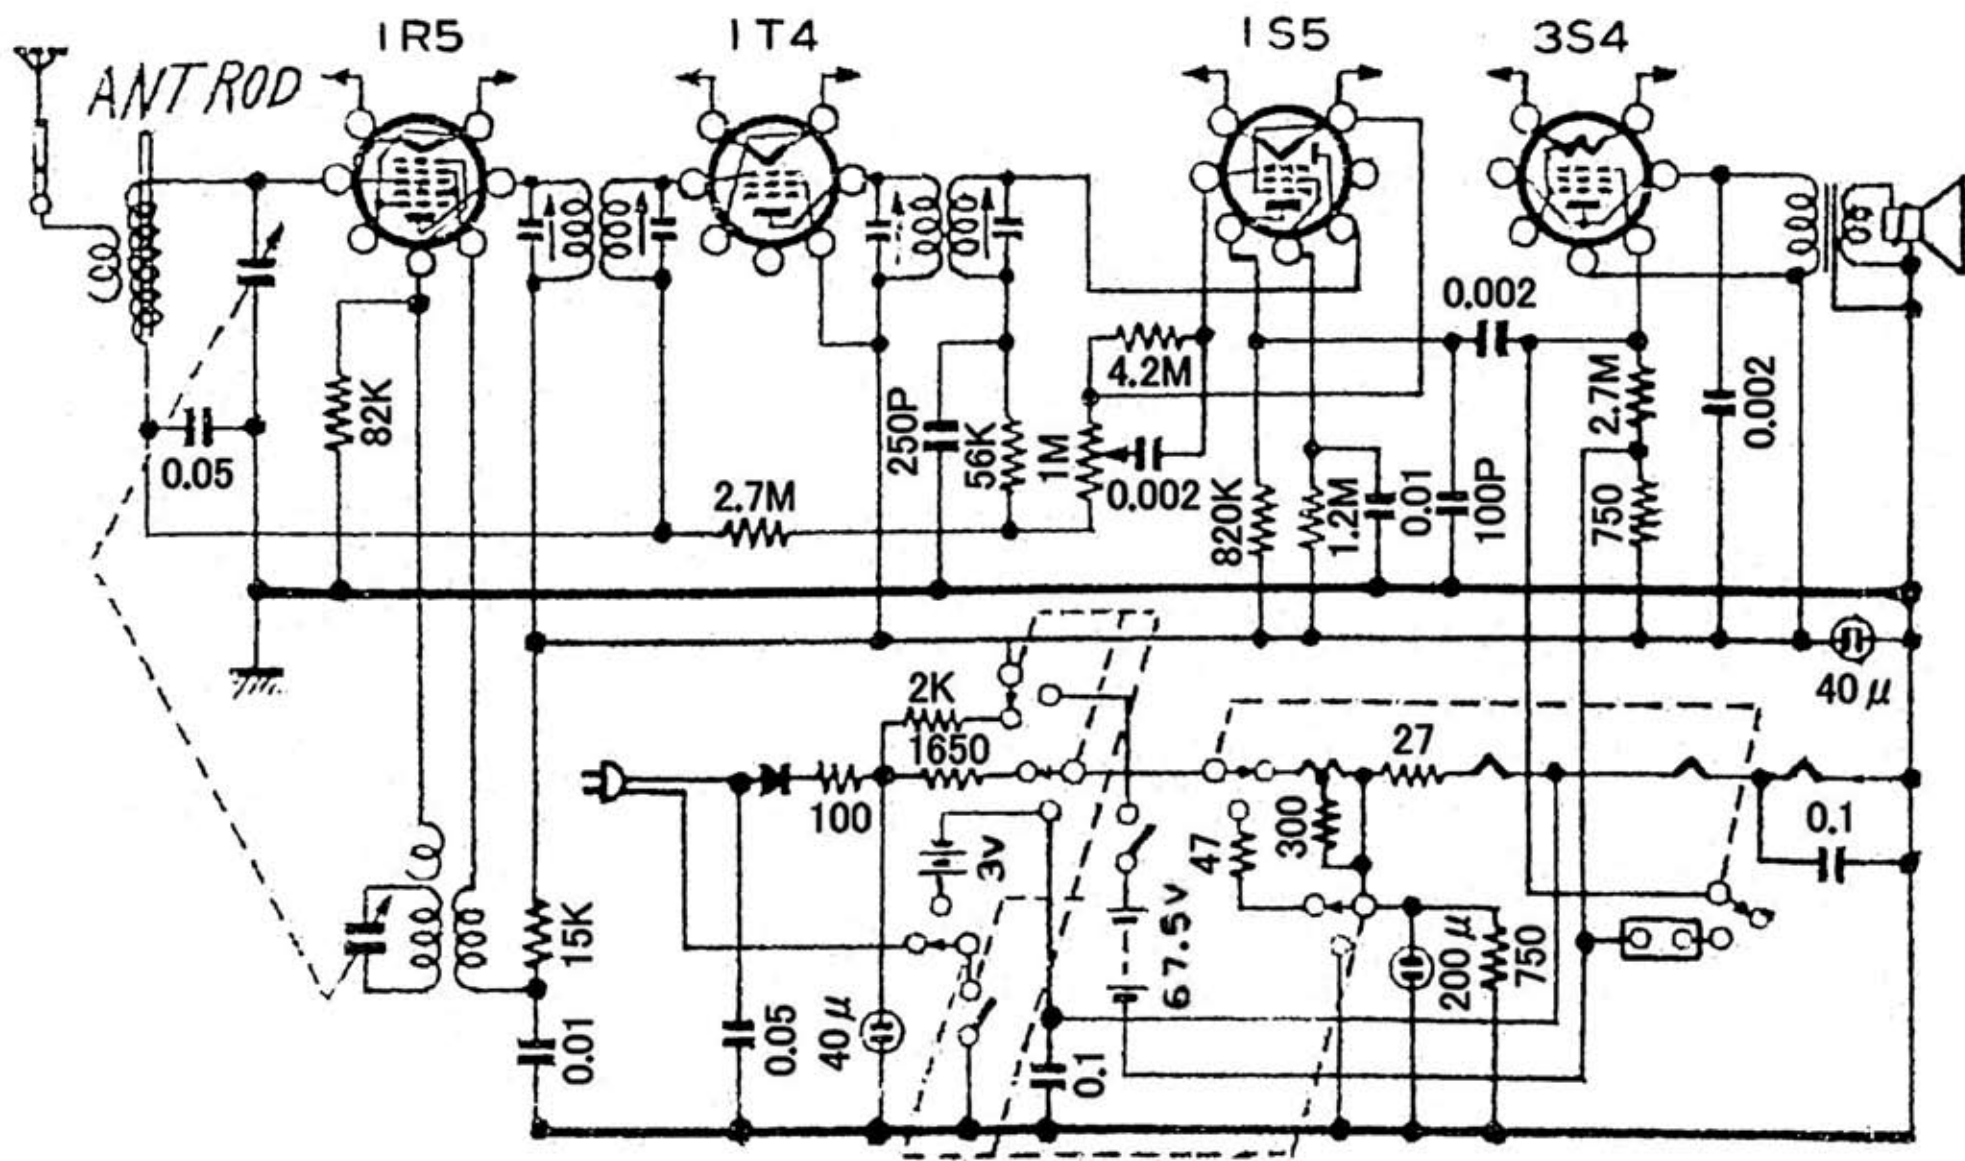 1R5
1T4
1S5
3S4
ANT ROD
0.002
4.2M
82K
250P
56K
1M
2.7M
0.002
0.05
0.002
2.7M
820K
1.2M
0.01
100P
750
40μ
2K
1650
27
100
3V
47
300
0.1
15K
67.5V
200μ
750
0.01
0.05
40μ
0.1